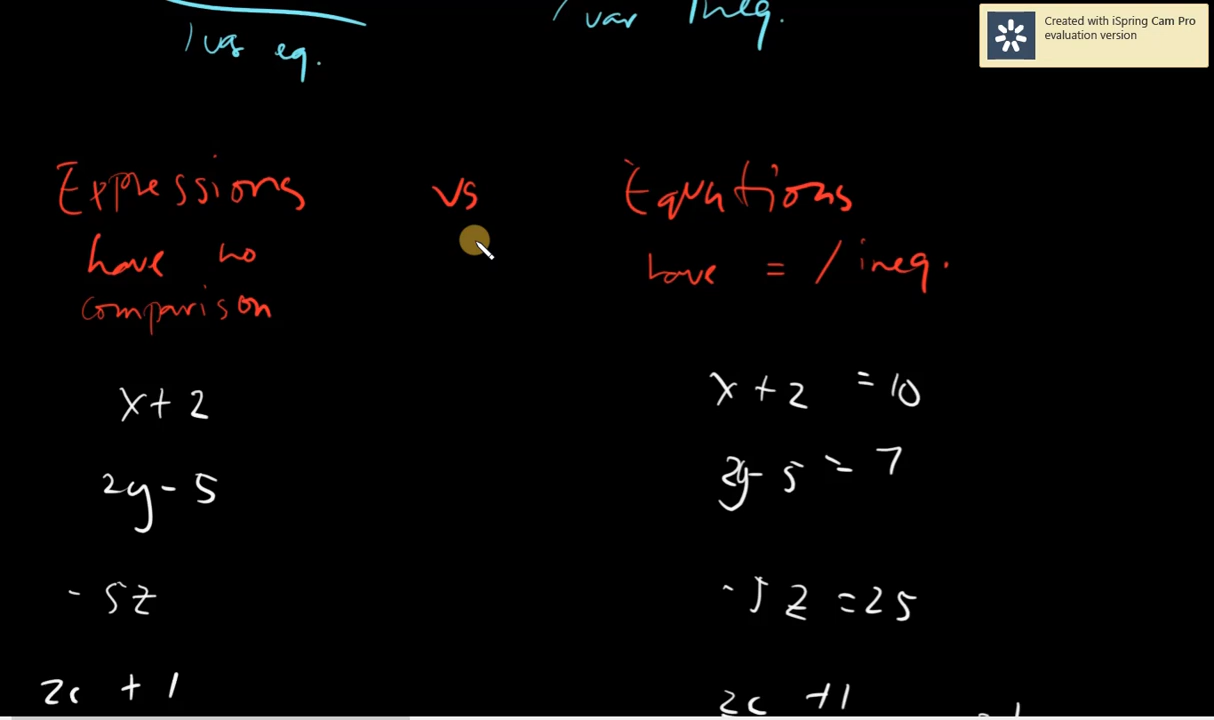 1 var ineq.
Created with iSpring Cam Pro
evaluation version
1 va eq.
Expressions vs Equations
have no
have = / ineq.
comparison
x + 2
x + 2 = 10
2y - 5
2y - 5 = 7
- 5z
- 5z = 25
2c + 1
2c + 1